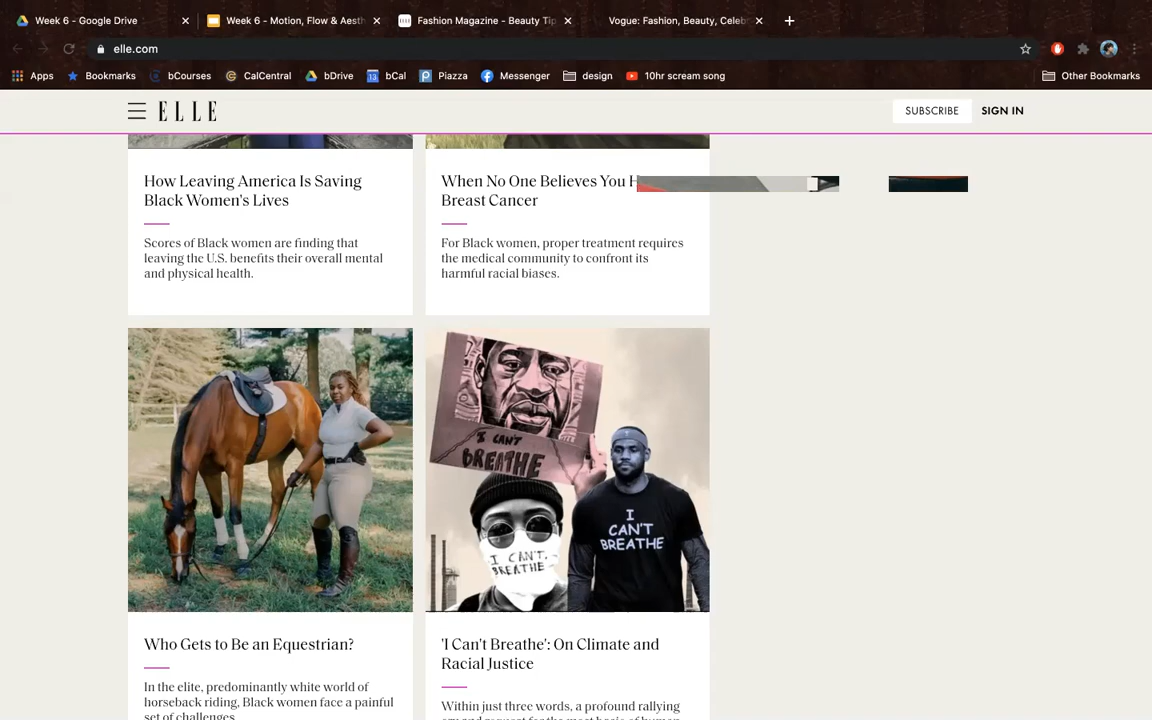 Week 6 - Google Drive
Week 6 - Motion, Flow & Aesth
Fashion Magazine - Beauty Tip
Vogue: Fashion, Beauty, Celeb
elle.com
Apps
Bookmarks
bCourses
CalCentral
bDrive
bCal
Piazza
Messenger
design
10hr scream song
Other Bookmarks
ELLE
SUBSCRIBE
SIGN IN
How Leaving America Is Saving
Black Women's Lives
Scores of Black women are finding that
leaving the U.S. benefits their overall mental
and physical health.
When No One Believes You H
Breast Cancer
For Black women, proper treatment requires
the medical community to confront its
harmful racial biases.
I CAN'T
BREATHE
I CAN'T
BREATHE
I CAN'T
BREATHE
Who Gets to Be an Equestrian?
In the elite, predominantly white world of
horseback riding, Black women face a painful
set of challenges
'I Can't Breathe': On Climate and
Racial Justice
Within just three words, a profound rallying